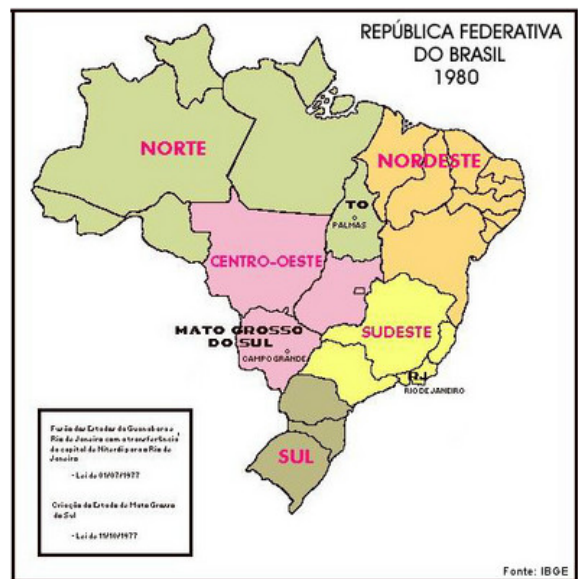 REPÚBLICA FEDERATIVA
DO BRASIL
1980
NORTE
NORDESTE
TO
PALMAS
CENTRO-OESTE
MATO GROSSO
DO SUL
CAMPO GRANDE
SUDESTE
RJ
RIO DE JANEIRO
SUL
Fusão dos Estados da Guanabara e
Rio de Janeiro com a transferência
da capital de Niterói para o Rio de
Janeiro
- Lei de 01/07/1977
Criação do Estado do Mato Grosso
do Sul
- Lei de 11/10/1977
Fonte: IBGE